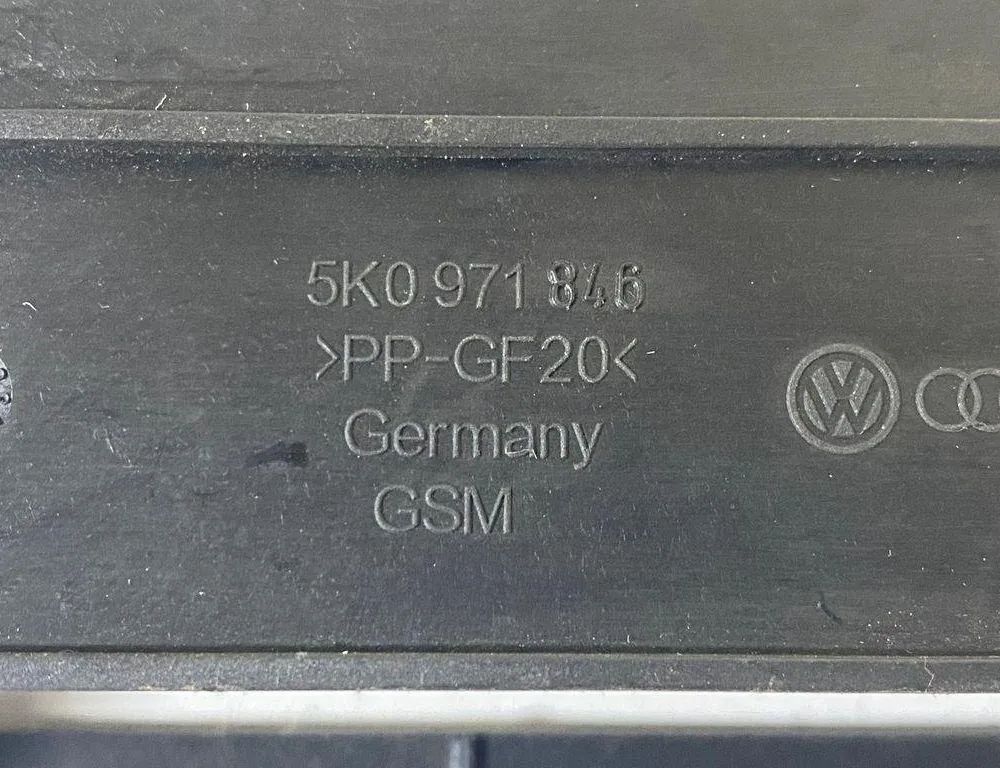 5K0 971 846
>PP-GF20<
Germany
GSM